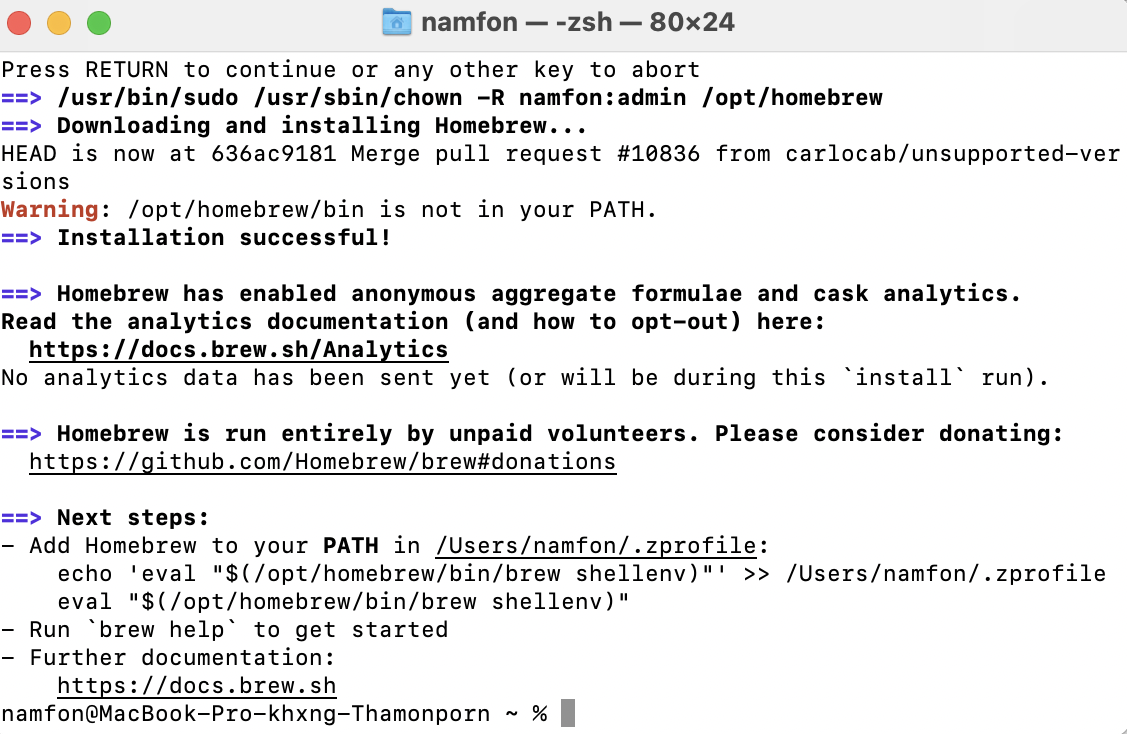 namfon — -zsh — 80×24
Press RETURN to continue or any other key to abort
==> /usr/bin/sudo /usr/sbin/chown -R namfon:admin /opt/homebrew
==> Downloading and installing Homebrew...
HEAD is now at 636ac9181 Merge pull request #10836 from carlocab/unsupported-ver
sions
Warning: /opt/homebrew/bin is not in your PATH.
==> Installation successful!

==> Homebrew has enabled anonymous aggregate formulae and cask analytics.
Read the analytics documentation (and how to opt-out) here:
  https://docs.brew.sh/Analytics
No analytics data has been sent yet (or will be during this `install` run).

==> Homebrew is run entirely by unpaid volunteers. Please consider donating:
  https://github.com/Homebrew/brew#donations

==> Next steps:
- Add Homebrew to your PATH in /Users/namfon/.zprofile:
    echo 'eval "$(/opt/homebrew/bin/brew shellenv)"' >> /Users/namfon/.zprofile
    eval "$(/opt/homebrew/bin/brew shellenv)"
- Run `brew help` to get started
- Further documentation:
    https://docs.brew.sh
namfon@MacBook-Pro-khxng-Thamonporn ~ %